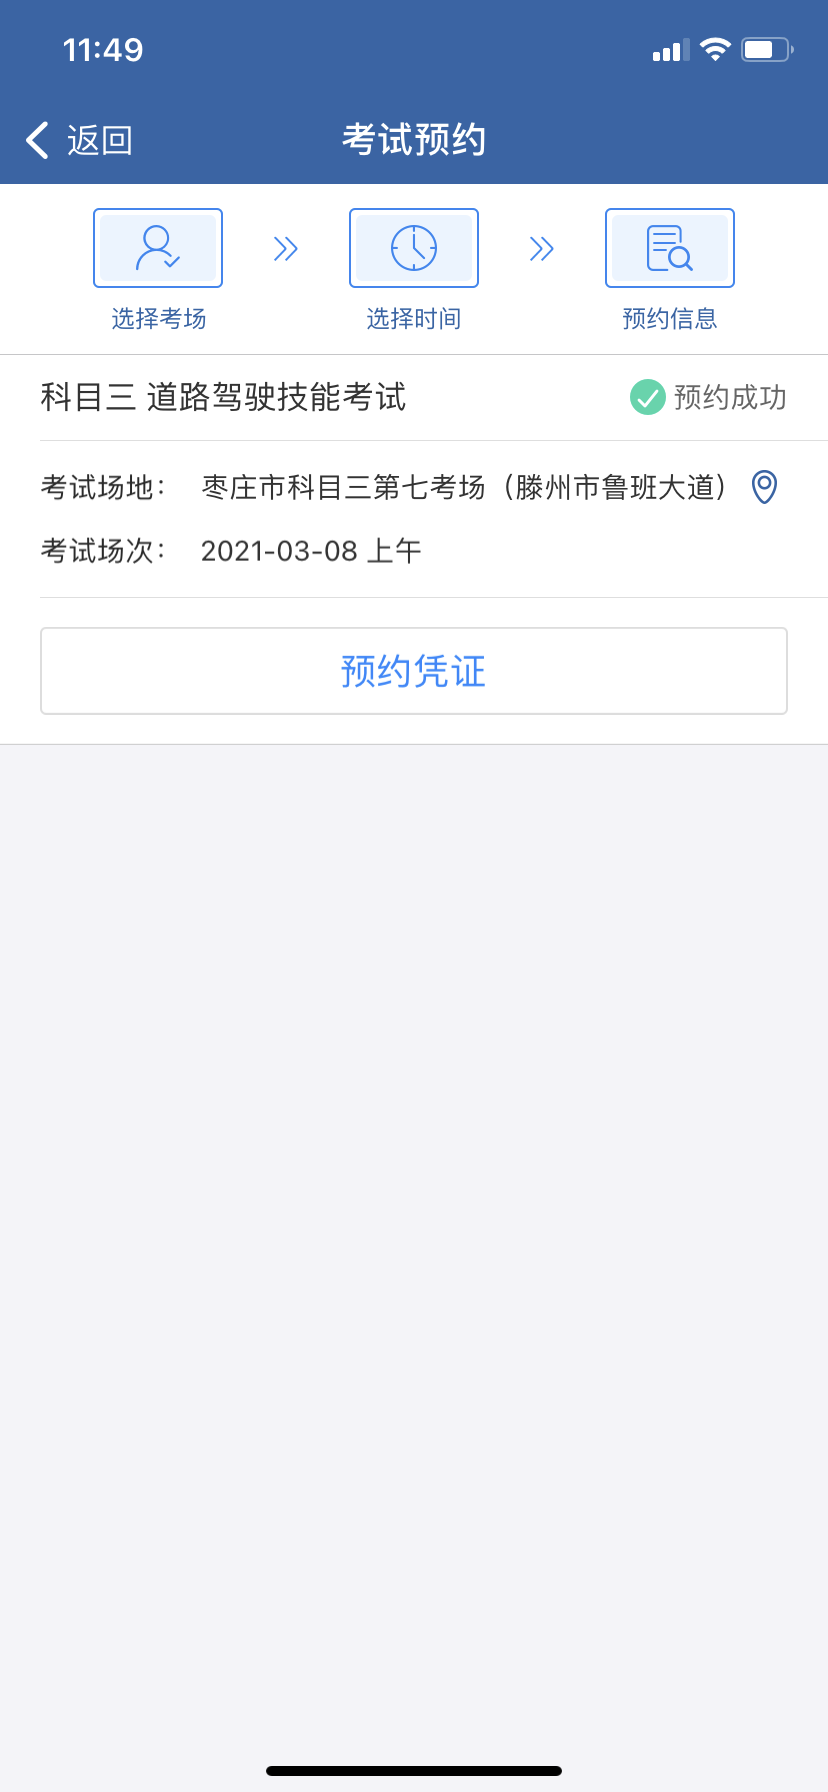 11:49
返回 考试预约
选择考场 选择时间 预约信息
科目三 道路驾驶技能考试 预约成功
考试场地： 枣庄市科目三第七考场（滕州市鲁班大道）
考试场次： 2021-03-08 上午
预约凭证